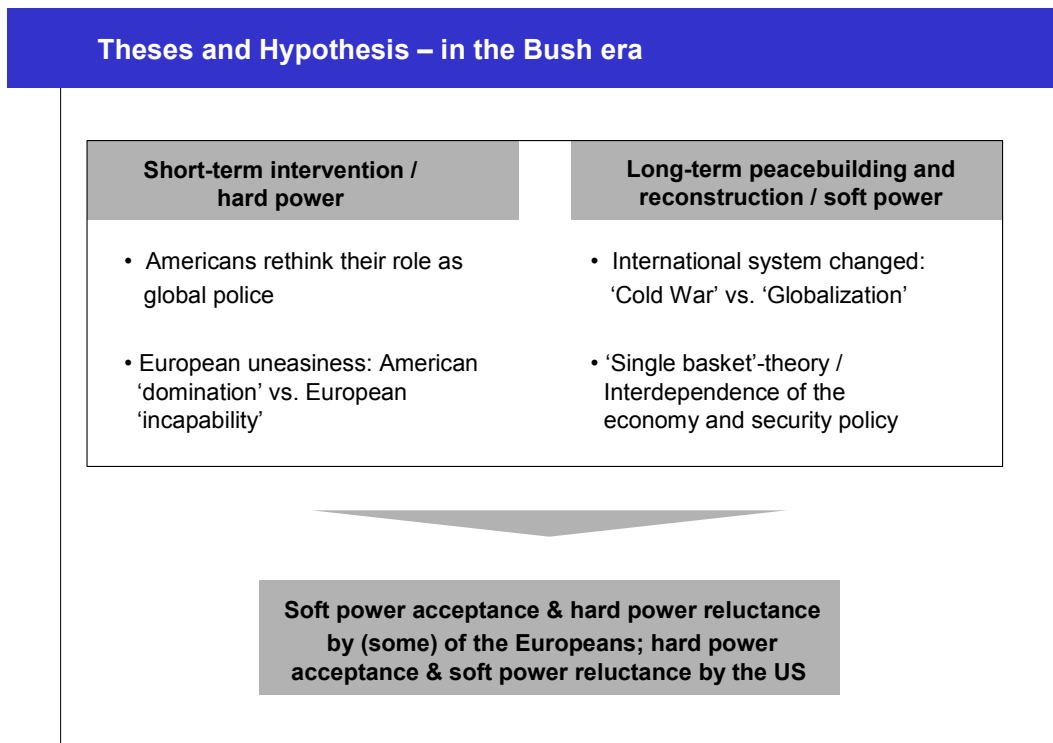 Theses and Hypothesis – in the Bush era
Short-term intervention /
hard power
• Americans rethink their role as
global police
• European uneasiness: American
‘domination’ vs. European
‘incapability’
Long-term peacebuilding and
reconstruction / soft power
• International system changed:
‘Cold War’ vs. ‘Globalization’
• ‘Single basket’-theory /
Interdependence of the
economy and security policy
Soft power acceptance & hard power reluctance
by (some) of the Europeans; hard power
acceptance & soft power reluctance by the US